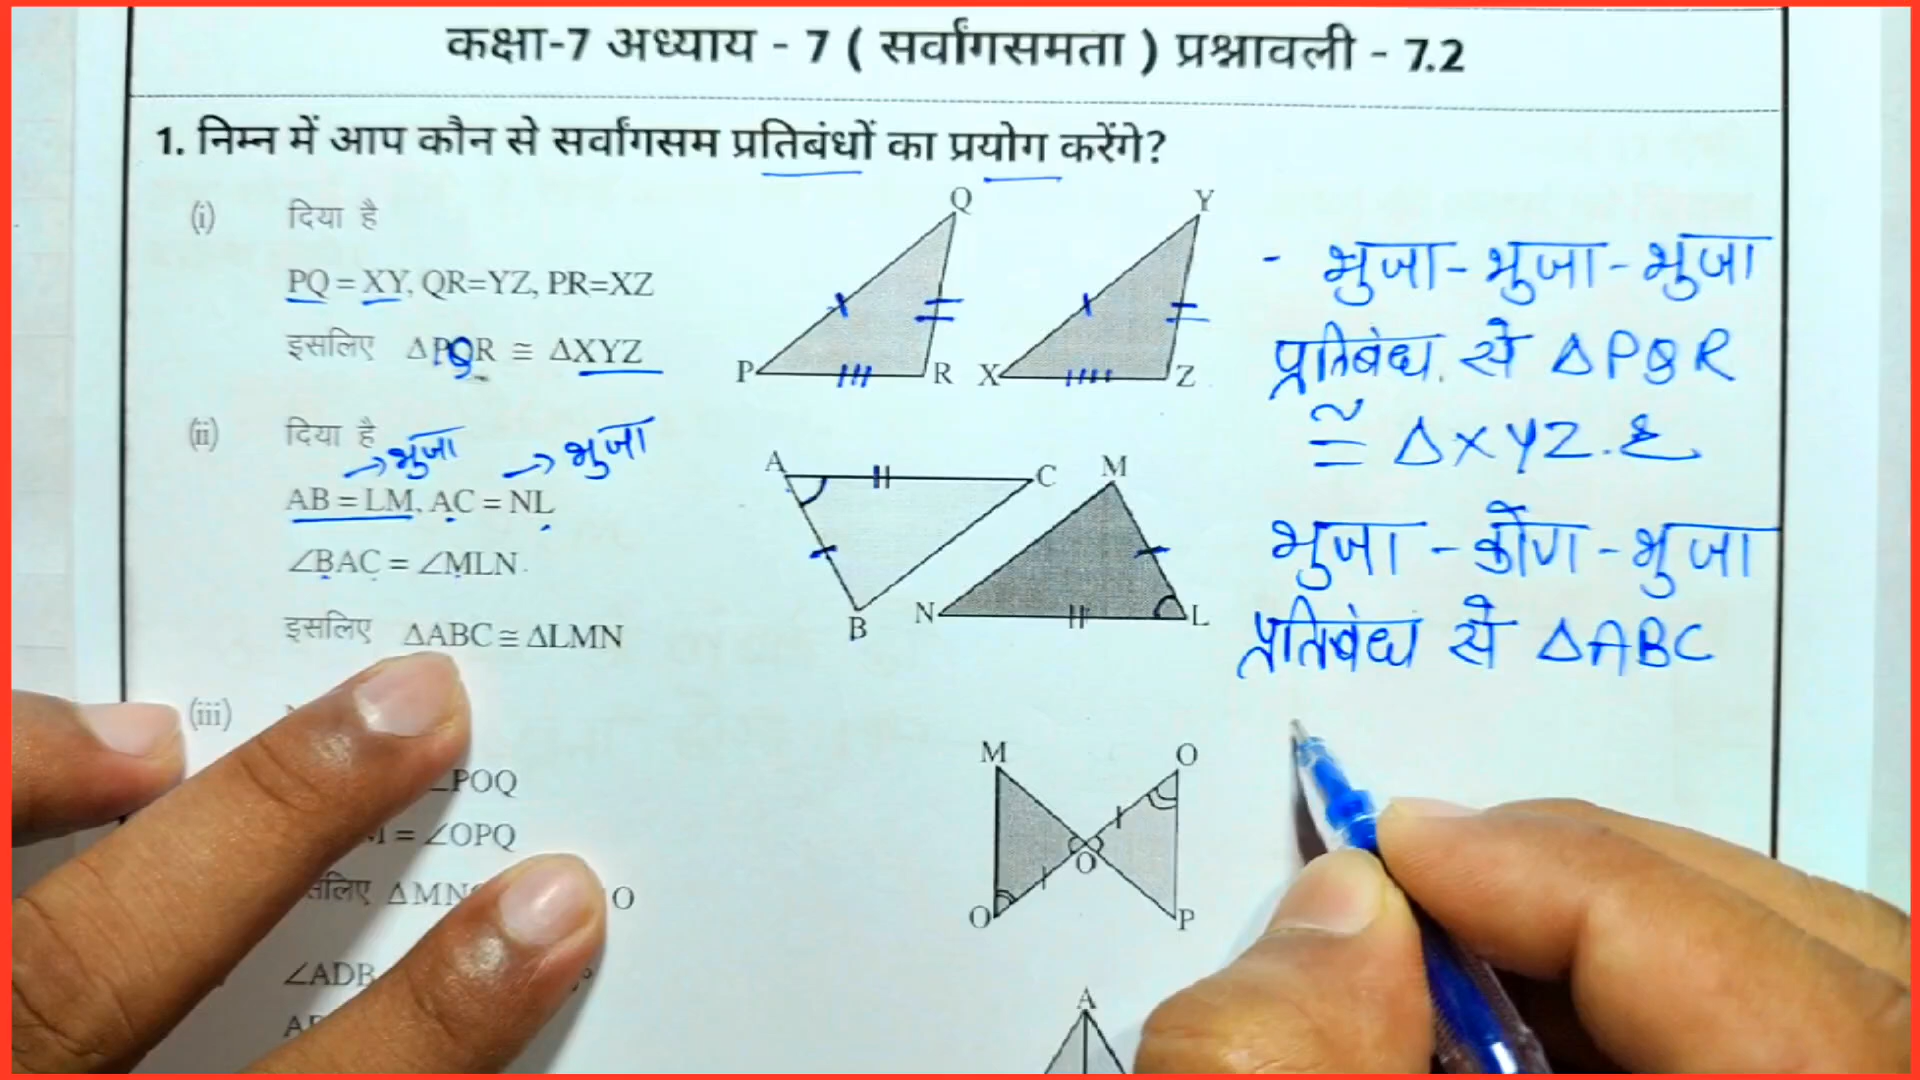 कक्षा-7 अध्याय - 7 ( सर्वांगसमता ) प्रश्नावली - 7.2
1. निम्न में आप कौन से सर्वांगसम प्रतिबंधों का प्रयोग करेंगे?
(i) दिया है
PQ = XY, QR=YZ, PR=XZ
इसलिए ΔPQR ≅ ΔXYZ
Q
P
R
Y
X
Z
- भुजा - भुजा - भुजा
प्रतिबंध से ΔPQR
≅ ΔXYZ.
(ii) दिया है
→ भुजा → भुजा
AB = LM, AC = NL
∠BAC = ∠MLN
इसलिए ΔABC ≅ ΔLMN
A
C
B
M
N
L
भुजा - कोण - भुजा
प्रतिबंध से ΔABC
(iii)
∠POQ
= ∠OPQ
ΔMN
O
M
O
O
O
P
∠ADB
A